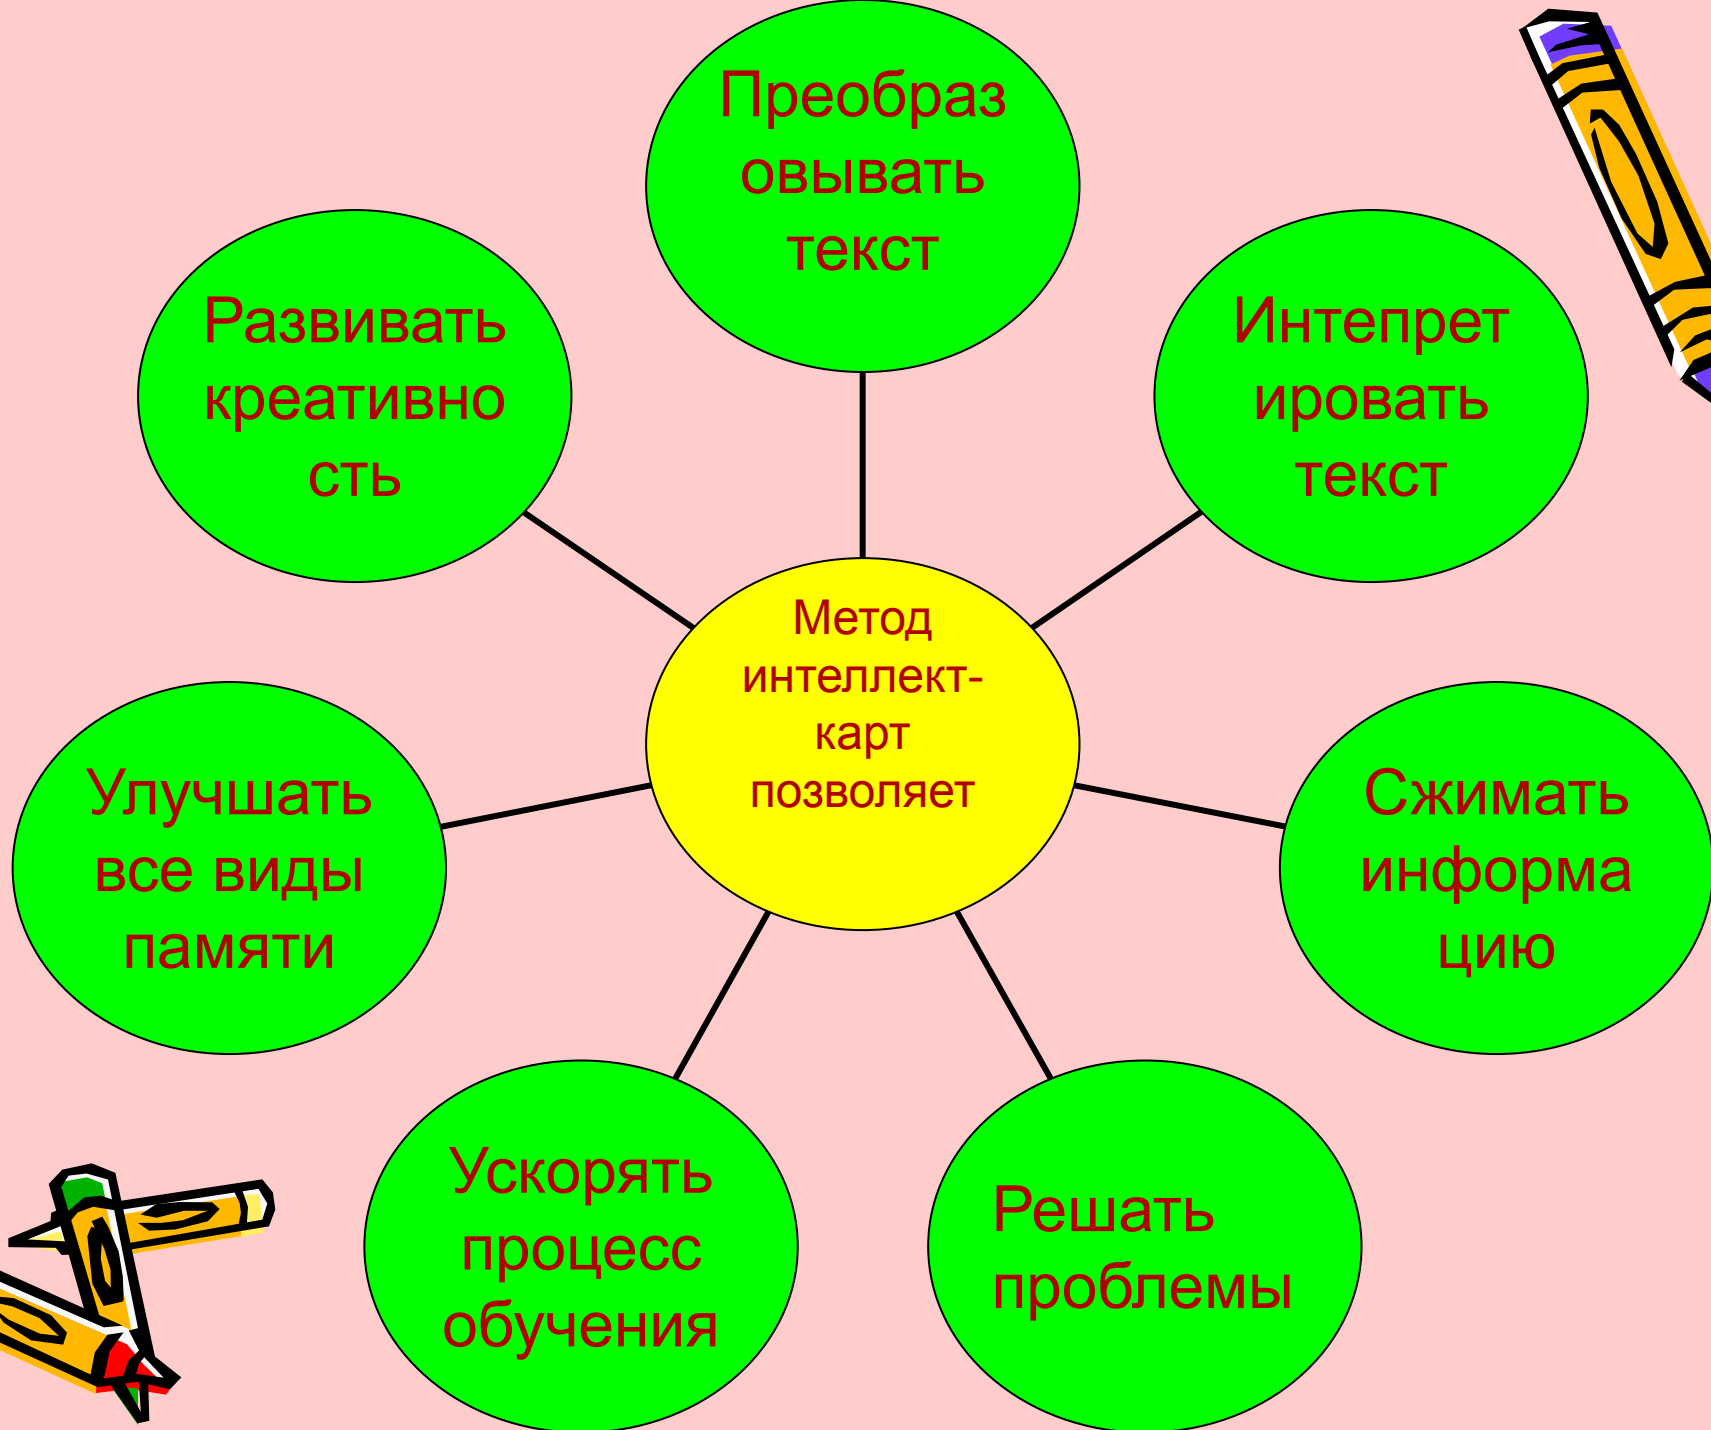 Преобраз
овывать
текст
Развивать
креативно
сть
Интепрет
ировать
текст
Метод
интеллект-
карт
позволяет
Улучшать
все виды
памяти
Сжимать
информа
цию
Ускорять
процесс
обучения
Решать
проблемы